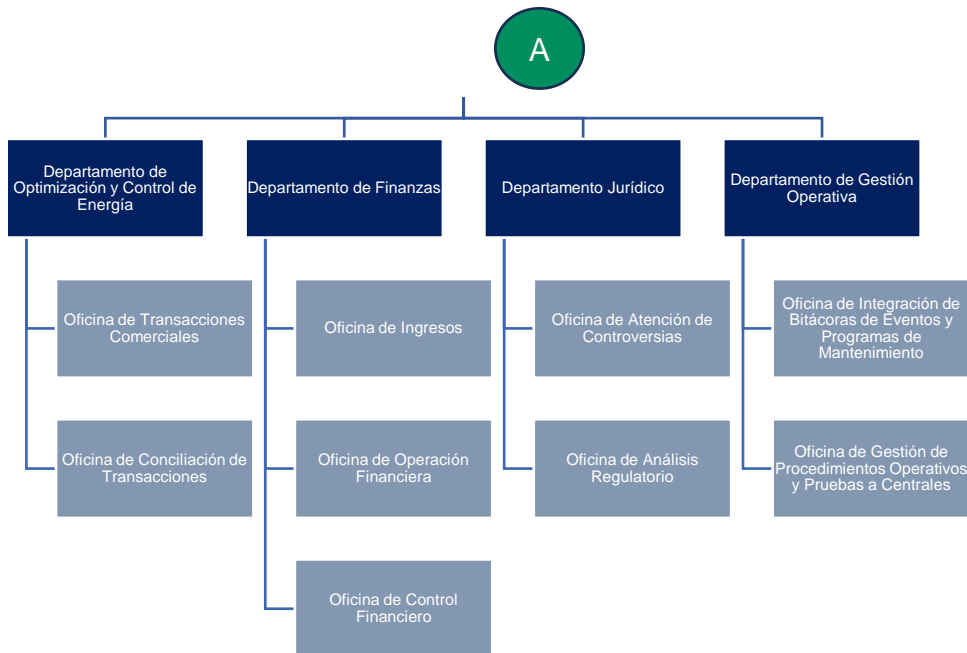 A
Departamento de
Optimización y Control de
Energía
Departamento de Finanzas
Departamento Jurídico
Departamento de Gestión
Operativa
Oficina de Transacciones
Comerciales
Oficina de Ingresos
Oficina de Atención de
Controversias
Oficina de Integración de
Bitácoras de Eventos y
Programas de
Mantenimiento
Oficina de Conciliación de
Transacciones
Oficina de Operación
Financiera
Oficina de Análisis
Regulatorio
Oficina de Gestión de
Procedimientos Operativos
y Pruebas a Centrales
Oficina de Control
Financiero